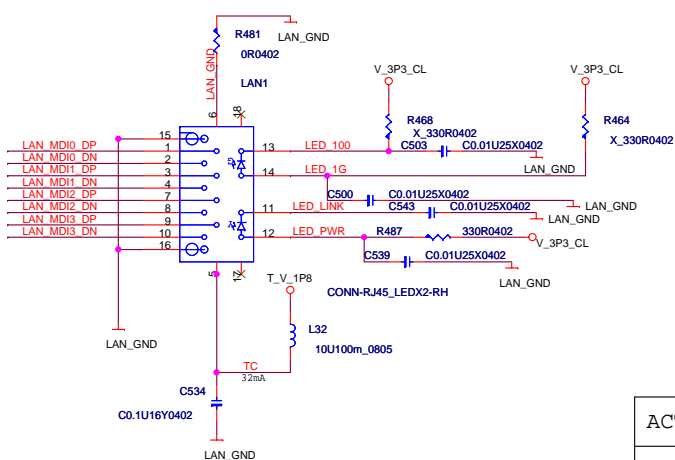 R481
0R0402
LAN_GND
LAN_GND
LAN1
6
18
V_3P3_CL
V_3P3_CL
R468
X_330R0402
R464
X_330R0402
15
LAN_MDI0_DP 1
LAN_MDI0_DN 2
LAN_MDI1_DP 3
LAN_MDI1_DN 4
LAN_MDI2_DP 7
LAN_MDI2_DN 8
LAN_MDI3_DP 9
LAN_MDI3_DN 10
16
13 LED_100 C503 C0.01U25X0402
LAN_GND
14 LED_1G
C500 C0.01U25X0402
LAN_GND
11 LED_LINK C543 C0.01U25X0402
LAN_GND
12 LED_PWR R487 330R0402
V_3P3_CL
C539 C0.01U25X0402
LAN_GND
5
17
CONN-RJ45_LEDX2-RH
T_V_1P8
L32
10U100m_0805
LAN_GND
TC
32mA
C534
C0.1U16Y0402
LAN_GND